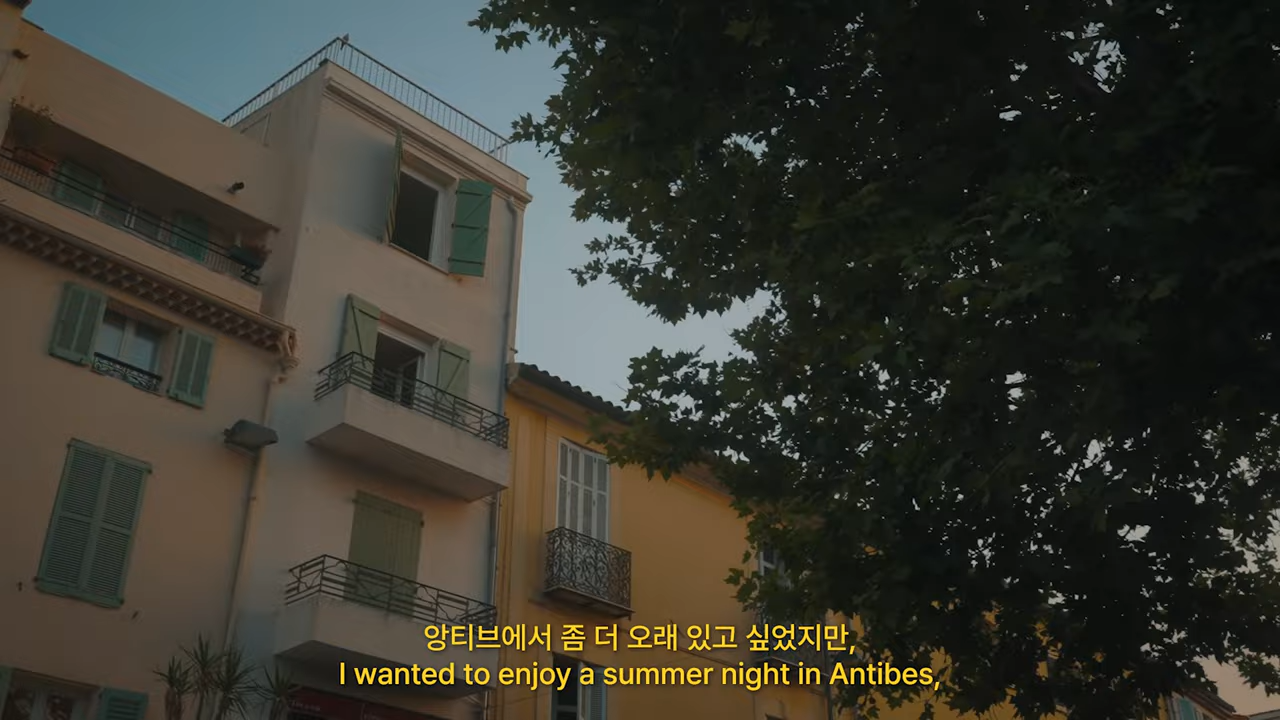 앙티브에서 좀 더 오래 있고 싶었지만,
I wanted to enjoy a summer night in Antibes,